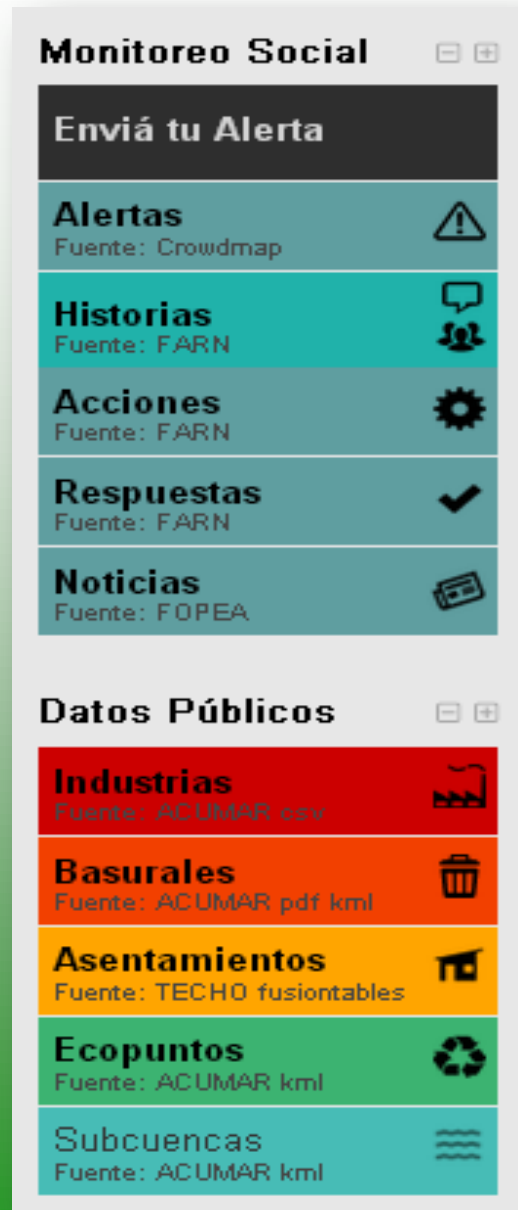 Monitoreo Social
Enviá tu Alerta
Alertas
Fuente: Crowdmap
Historias
Fuente: FARN
Acciones
Fuente: FARN
Respuestas
Fuente: FARN
Noticias
Fuente: FOPEA
Datos Públicos
Industrias
Fuente: ACUMAR csv
Basurales
Fuente: ACUMAR pdf kml
Asentamientos
Fuente: TECHO fusiontables
Ecopuntos
Fuente: ACUMAR kml
Subcuencas
Fuente: ACUMAR kml